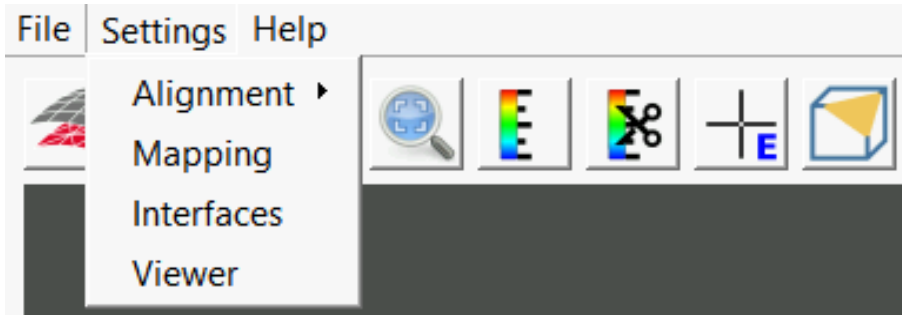 File Settings Help
Alignment
Mapping
Interfaces
Viewer
E